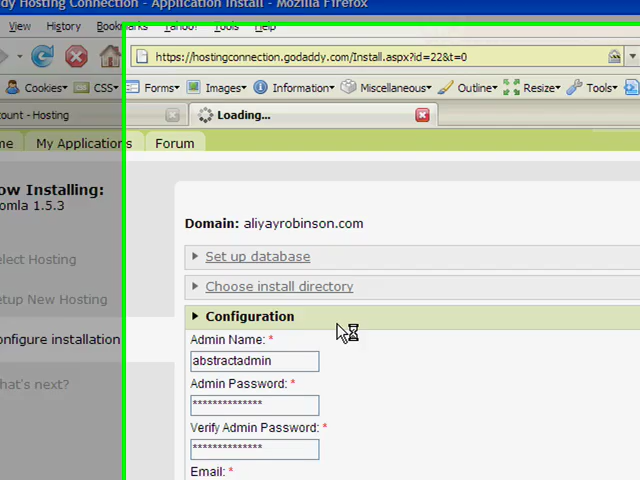 dy Hosting Connection - Application Install - Mozilla Firefox
View History Bookmarks Yahoo! Tools Help
https://hostingconnection.godaddy.com/Install.aspx?id=22&t=0
Cookies CSS Forms Images Information Miscellaneous Outline Resize Tools
count - Hosting Loading...
me My Applications Forum
ow Installing:
omla 1.5.3
Domain: aliyayrobinson.com
elect Hosting
Set up database
Choose install directory
etup New Hosting
Configuration
onfigure installation
Admin Name: *
abstractadmin
Admin Password: *
**************
hat's next?
Verify Admin Password: *
**************
Email: *